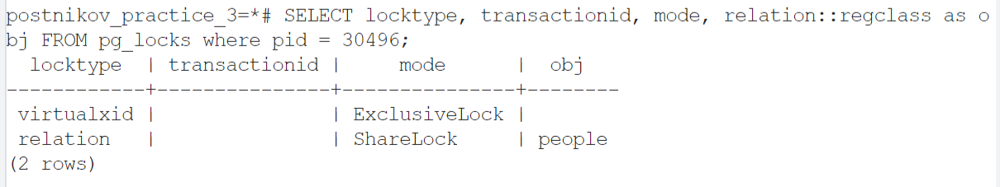 postnikov_practice_3=*# SELECT locktype, transactionid, mode, relation::regclass as o
bj FROM pg_locks where pid = 30496;
  locktype  | transactionid |     mode      |  obj
------------+---------------+---------------+--------
 virtualxid |               | ExclusiveLock |
 relation   |               | ShareLock     | people
(2 rows)